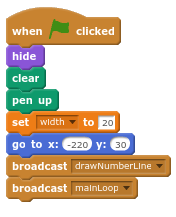 when clicked
hide
clear
pen up
set width to 20
go to x: -220 y: 30
broadcast drawNumberLine
broadcast mainLoop